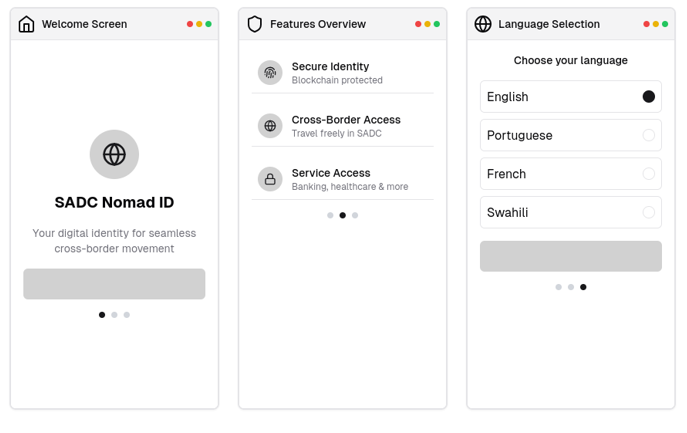 Welcome Screen
SADC Nomad ID
Your digital identity for seamless
cross-border movement
Features Overview
Secure Identity
Blockchain protected
Cross-Border Access
Travel freely in SADC
Service Access
Banking, healthcare & more
Language Selection
Choose your language
English
Portuguese
French
Swahili